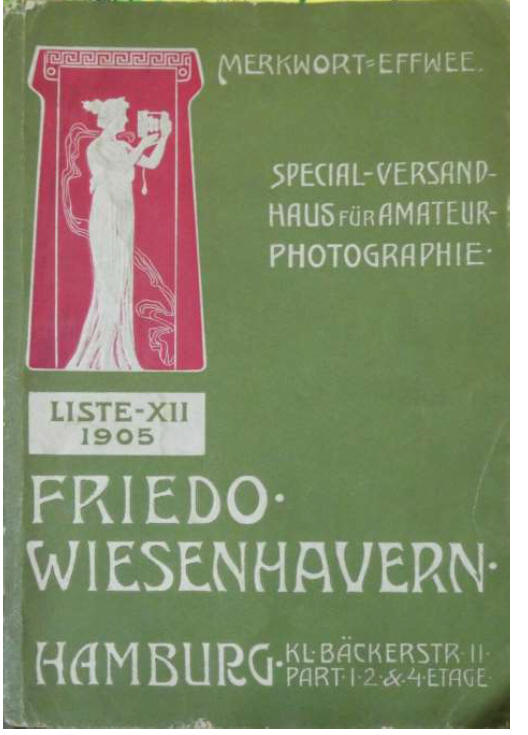 MERKWORT=EFFWEE.
SPECIAL-VERSAND-
HAUS FÜR AMATEUR-
PHOTOGRAPHIE·
LISTE-XII
1905
FRIEDO·
WIESENHAVERN·
HAMBURG· KL·BÄCKERSTR·11·
PART·1·2·&·4·ETAGE·